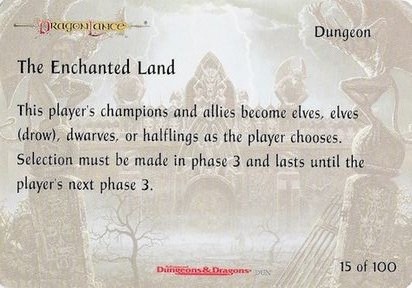 DRAGONLANCE
Dungeon
The Enchanted Land
This player's champions and allies become elves, elves
(drow), dwarves, or halflings as the player chooses.
Selection must be made in phase 3 and lasts until the
player's next phase 3.
Advanced
Dungeons & Dragons
DUN
15 of 100